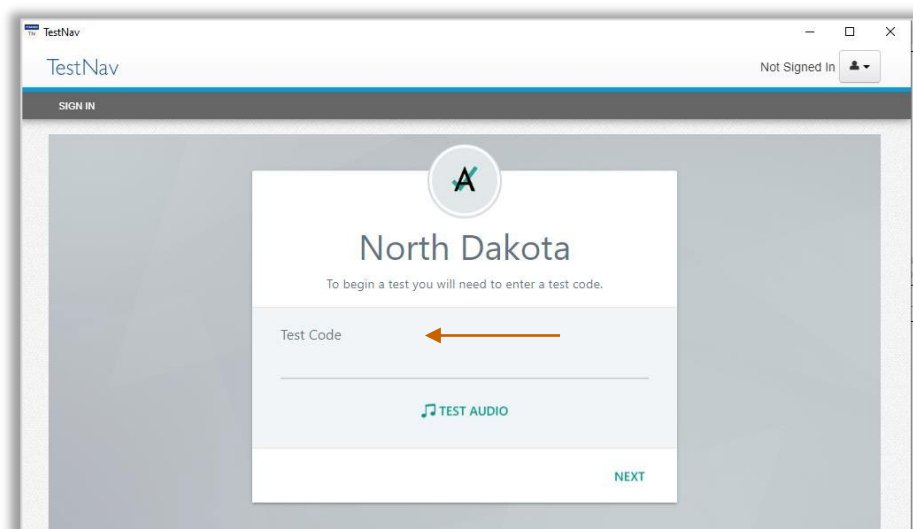 TestNav
TestNav
Not Signed In
SIGN IN
North Dakota
To begin a test you will need to enter a test code.
Test Code
TEST AUDIO
NEXT